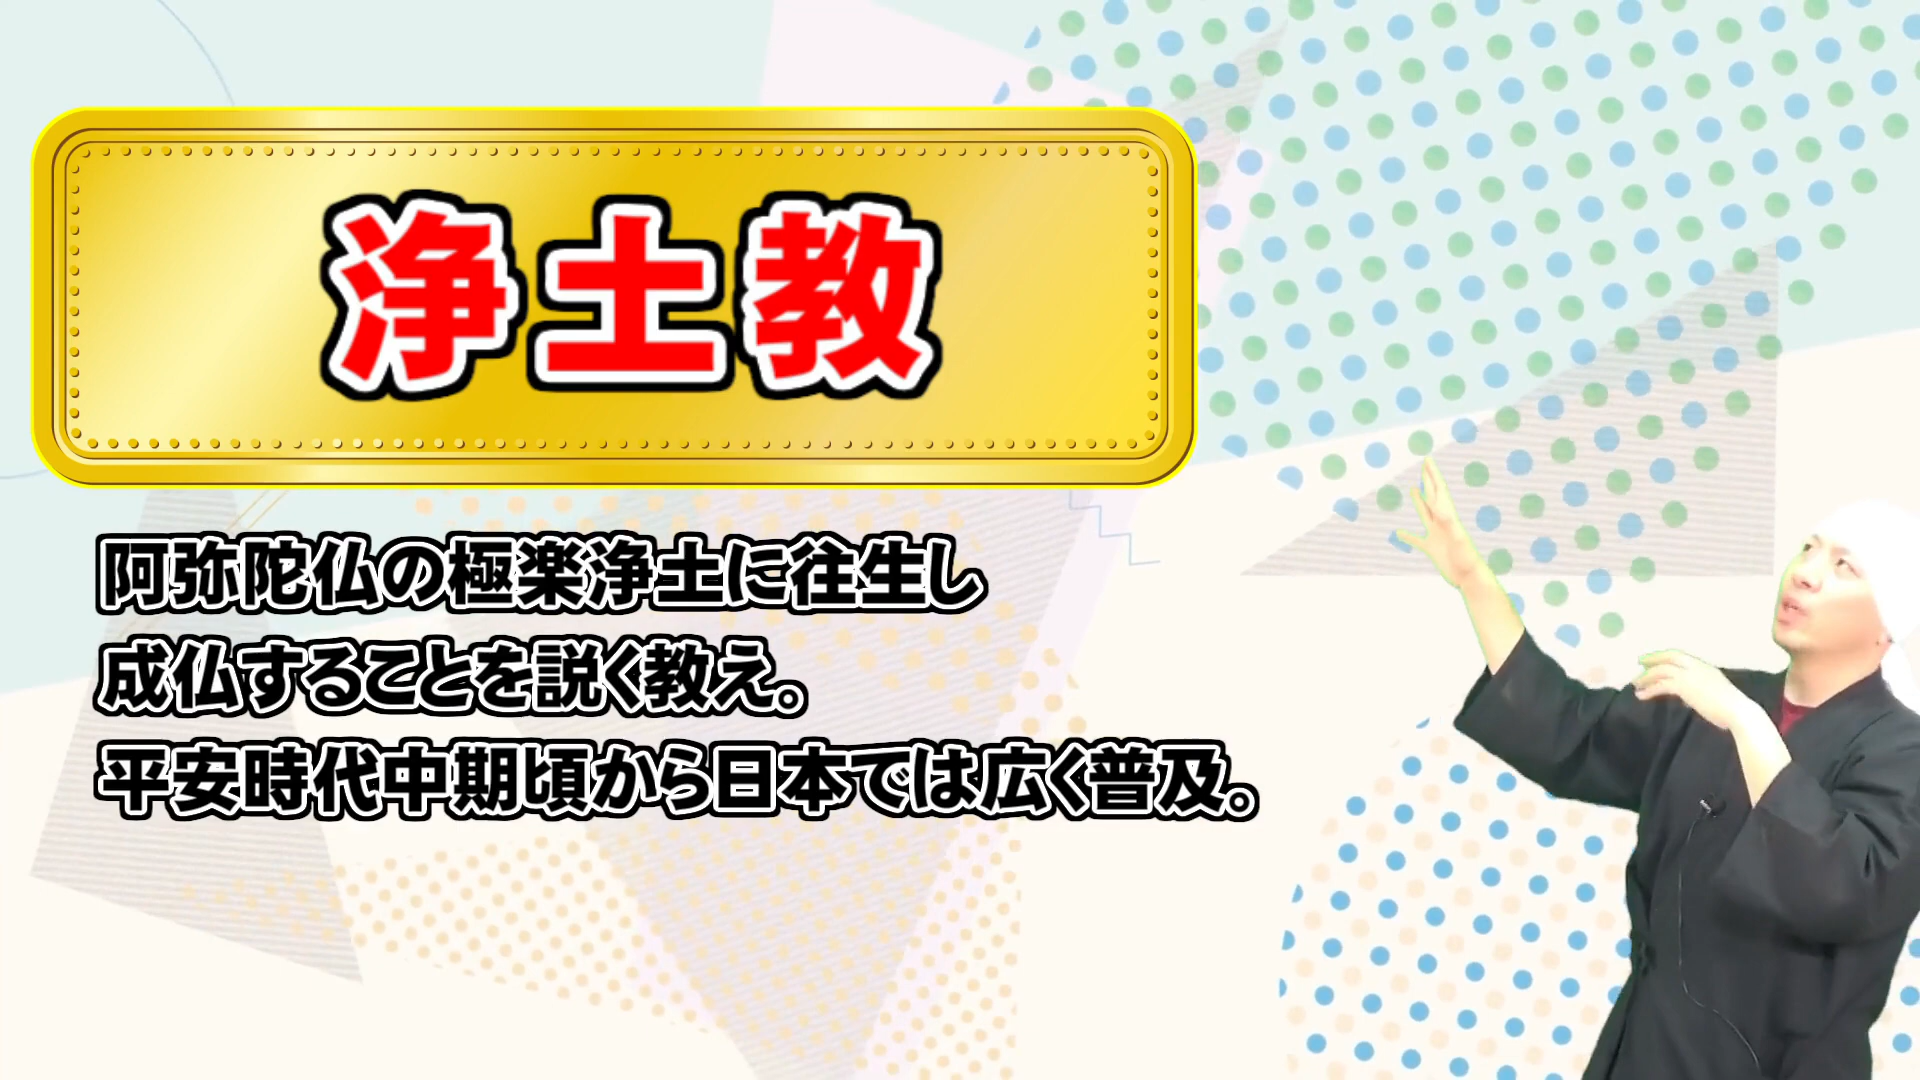 浄土教
阿弥陀仏の極楽浄土に往生し
成仏することを説く教え。
平安時代中期頃から日本では広く普及。